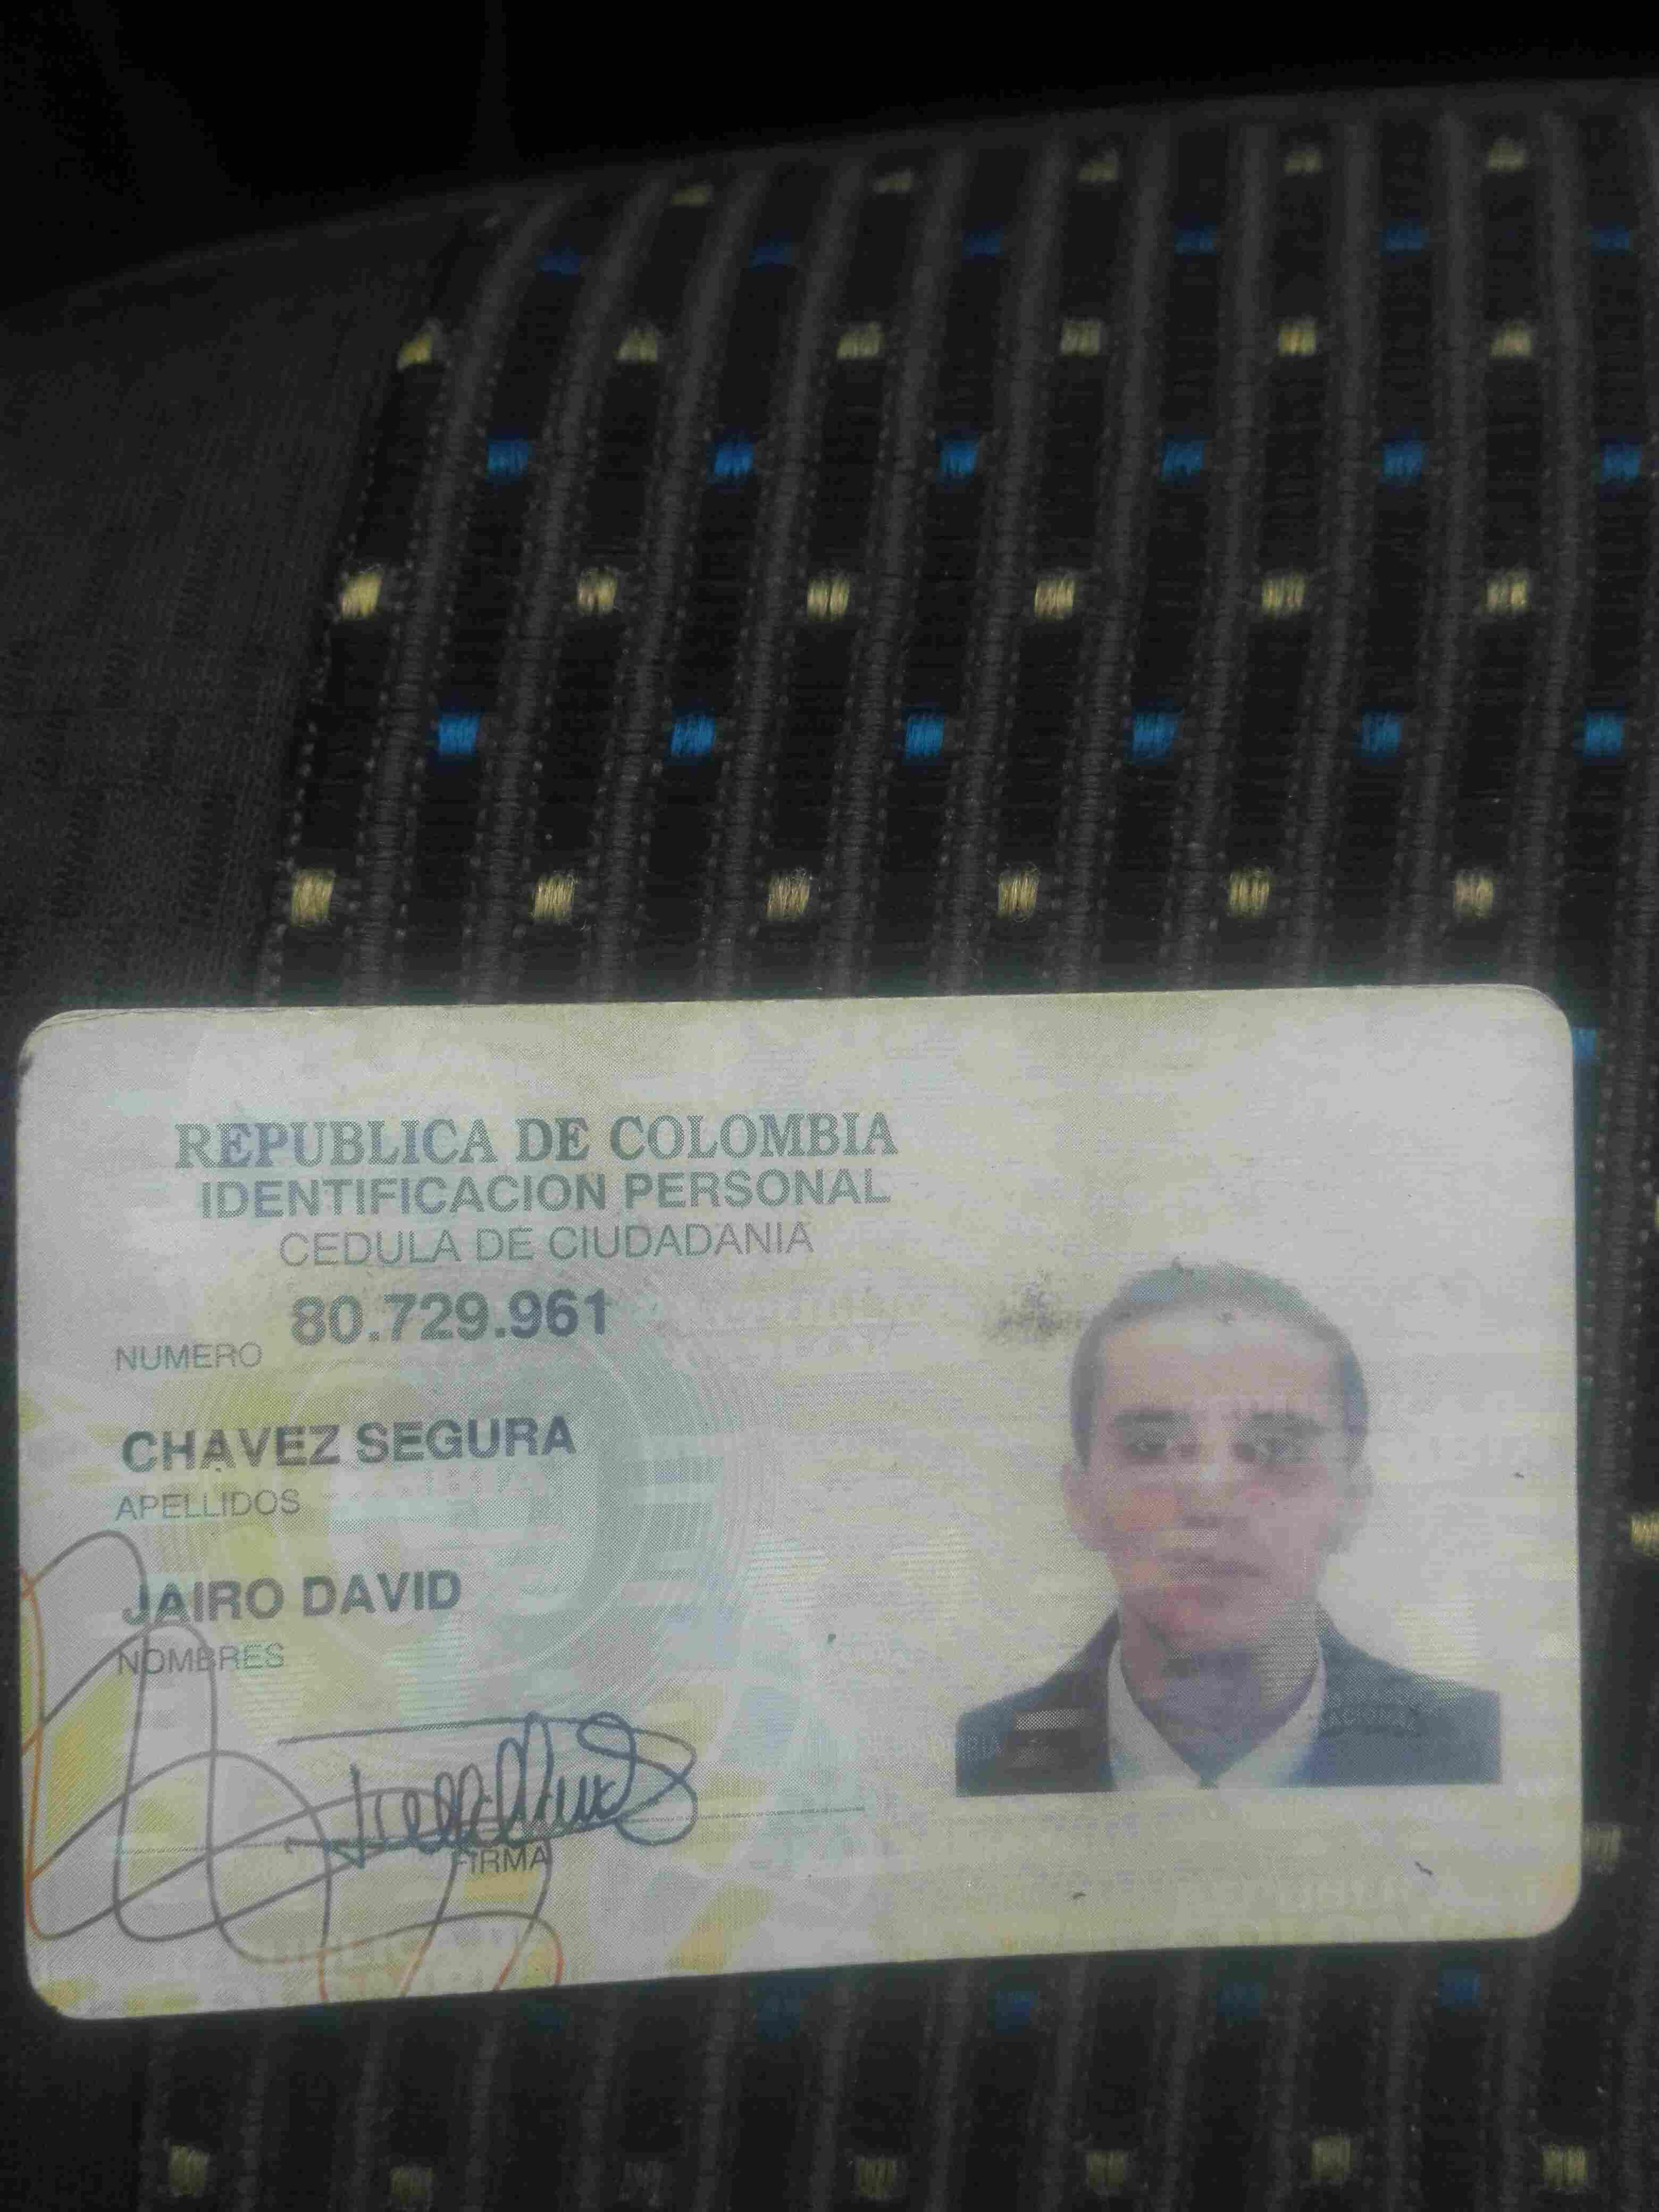 REPUBLICA DE COLOMBIA
IDENTIFICACION PERSONAL
CEDULA DE CIUDADANIA
80.729.961
NUMERO
CHAVEZ SEGURA
APELLIDOS
JAIRO DAVID
NOMBRES
FIRMA